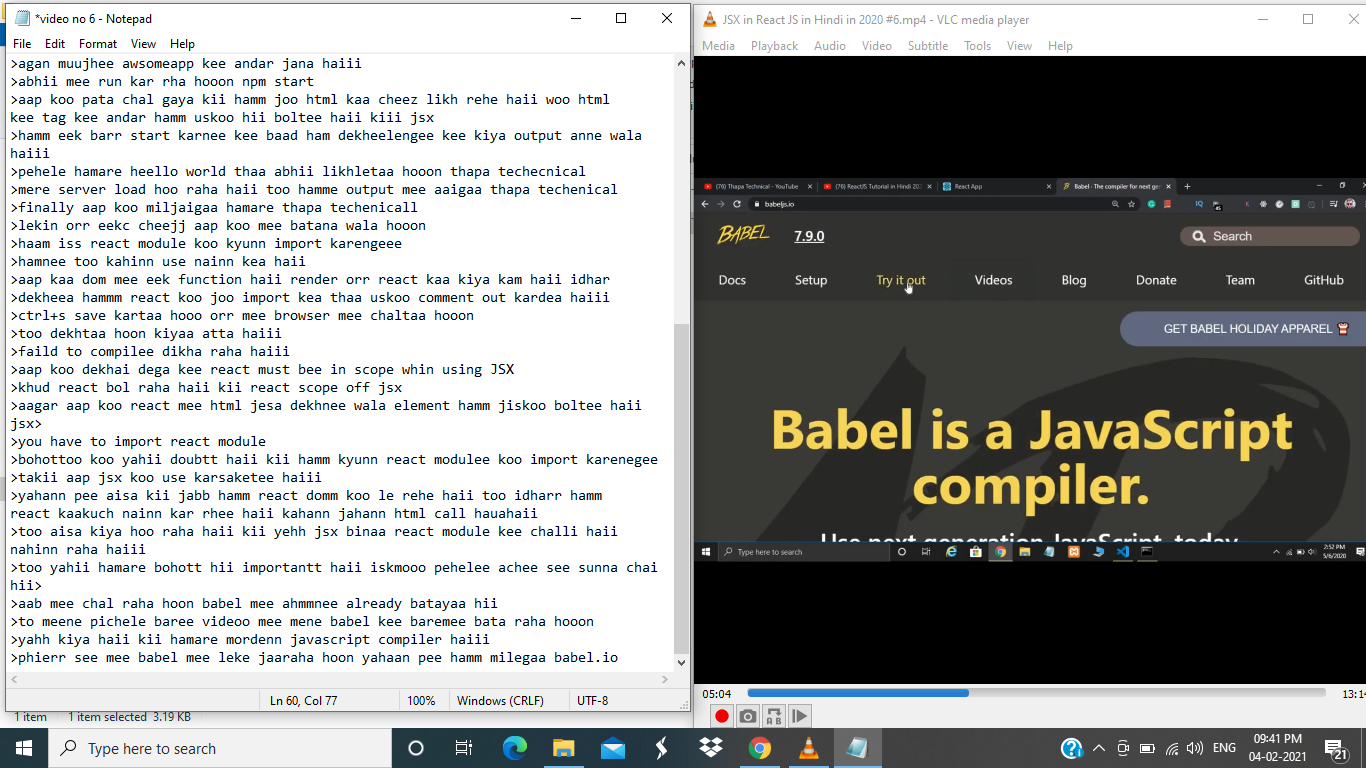 *video no 6 - Notepad
File Edit Format View Help
>agan muujhee awsomeapp kee andar jana haiii
>abhii mee run kar rha hooon npm start
>aap koo pata chal gaya kii hamm joo html kaa cheez likh rehe haii woo html
kee tag kee andar hamm uskoo hii boltee haii kiii jsx
>hamm eek barr start karnee kee baad ham dekheelengee kee kiya output anne wala
haiii
>pehele hamare heello world thaa abhii likhletaa hooon thapa techecnical
>mere server load hoo raha haii too hamme output mee aaigaa thapa techenical
>finally aap koo miljaigaa hamare thapa techenicall
>lekin orr eekc cheejj aap koo mee batana wala hooon
>haam iss react module koo kyunn import karengeee
>hamnee too kahinn use nainn kea haii
>aap kaa dom mee eek function haii render orr react kaa kiya kam haii idhar
>dekheea hammm react koo joo import kea thaa uskoo comment out kardea haiii
>ctrl+s save kartaa hooo orr mee browser mee chaltaa hooon
>too dekhtaa hoon kiyaa atta haiii
>faild to compilee dikha raha haiii
>aap koo dekhai dega kee react must bee in scope whin using JSX
>khud react bol raha haii kii react scope off jsx
>aagar aap koo react mee html jesa dekhnee wala element hamm jiskoo boltee haii
jsx>
>you have to import react module
>bohottoo koo yahii doubtt haii kii hamm kyunn react modulee koo import karenegee
>takii aap jsx koo use karsaketee haiii
>yahann pee aisa kii jabb hamm react domm koo le rehe haii too idharr hamm
react kaakuch nainn kar rhee haii kahann jahann html call hauahaii
>too aisa kiya hoo raha haii kii yehh jsx binaa react module kee challi haii
nahinn raha haiii
>too yahii hamare bohott hii importantt haii iskmooo pehelee achee see sunna chai
hii>
>aab mee chal raha hoon babel mee ahmmnee already batayaa hii
>to meene pichele baree videoo mee mene babel kee baremee bata raha hooon
>yahh kiya haii kii hamare mordenn javascript compiler haiii
>phierr see mee babel mee leke jaaraha hoon yahaan pee hamm milegaa babel.io
Ln 60, Col 77 100% Windows (CRLF) UTF-8
1 item 1 item selected 3.19 KB
JSX in React JS in Hindi in 2020 #6.mp4 - VLC media player
Media Playback Audio Video Subtitle Tools View Help
(76) Thapa Technical - YouTube
(76) ReactJS Tutorial in Hindi 202
React App
Babel · The compiler for next ge
babeljs.io
BABEL 7.9.0 Search
Docs Setup Try it out Videos Blog Donate Team GitHub
GET BABEL HOLIDAY APPAREL
Babel is a JavaScript
compiler.
Use next generation JavaScript, today.
Type here to search
2:52 PM
5/6/2020
05:04 13:14
Type here to search
ENG
09:41 PM
04-02-2021
21